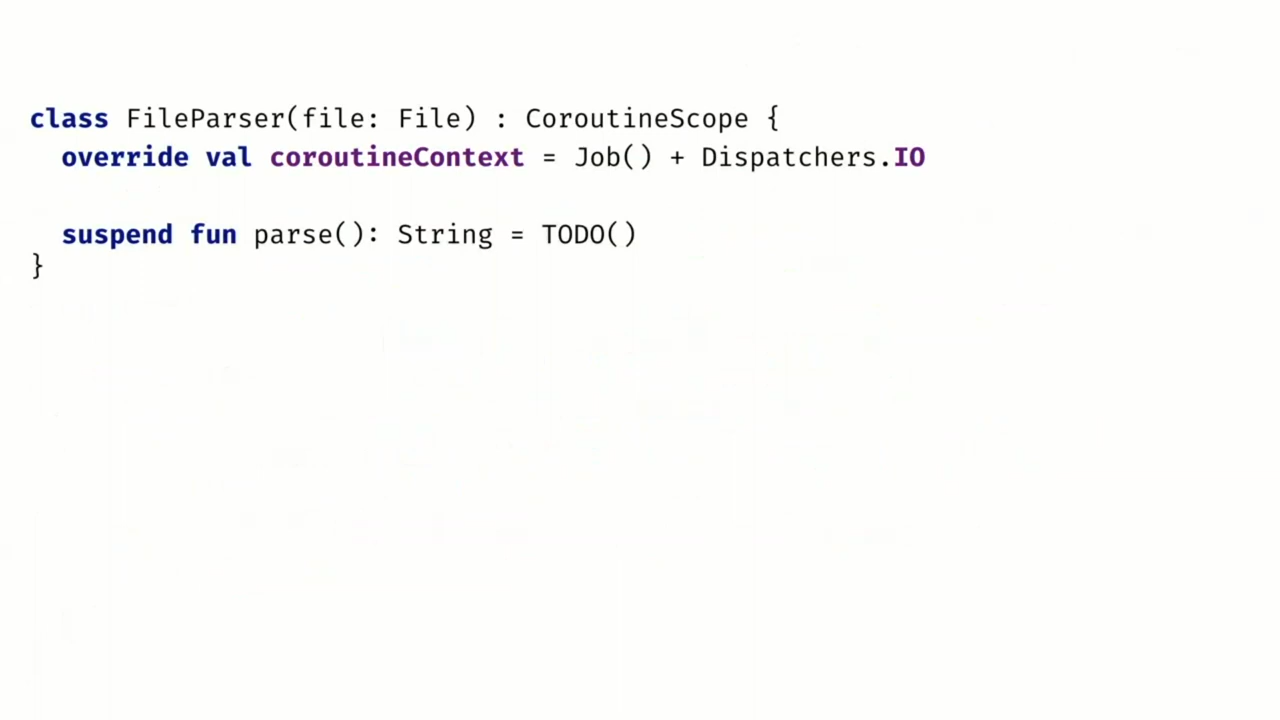 class FileParser(file: File) : CoroutineScope {
  override val coroutineContext = Job() + Dispatchers.IO
  suspend fun parse(): String = TODO()
}